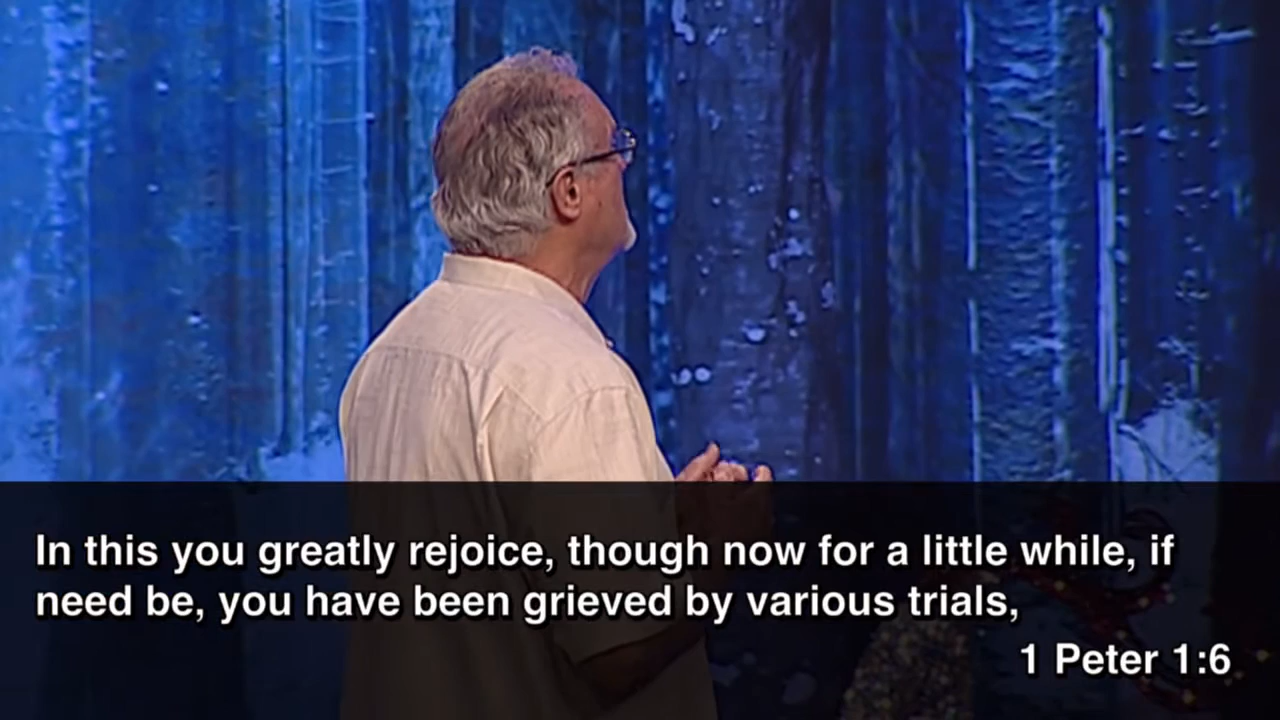 In this you greatly rejoice, though now for a little while, if
need be, you have been grieved by various trials,
1 Peter 1:6